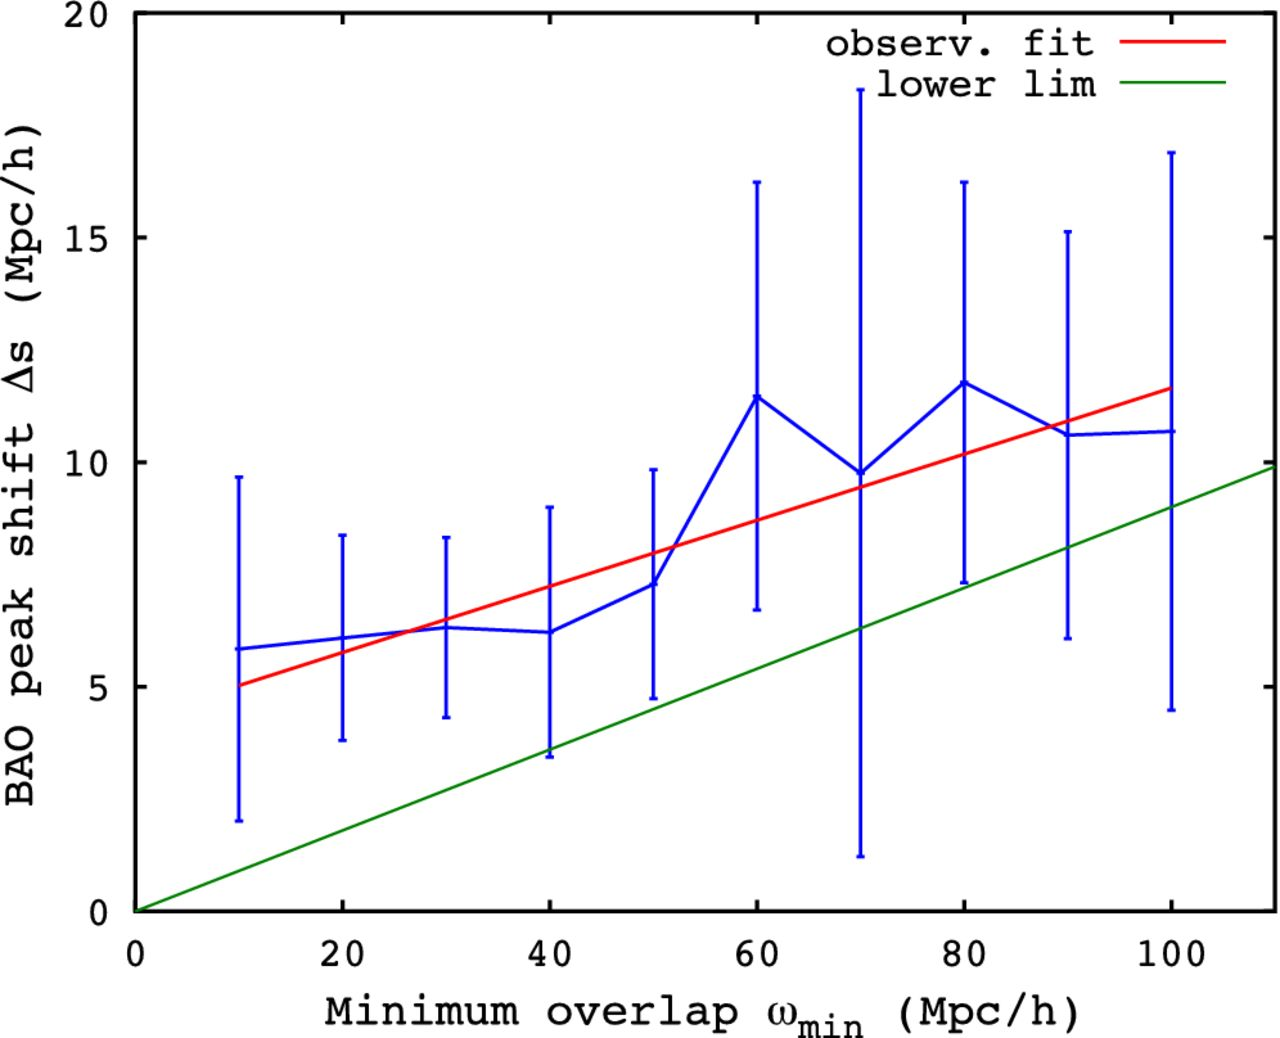 20
15
10
5
0
BAO peak shift Δs (Mpc/h)
observ. fit
lower lim
0 20 40 60 80 100
Minimum overlap ωmin (Mpc/h)